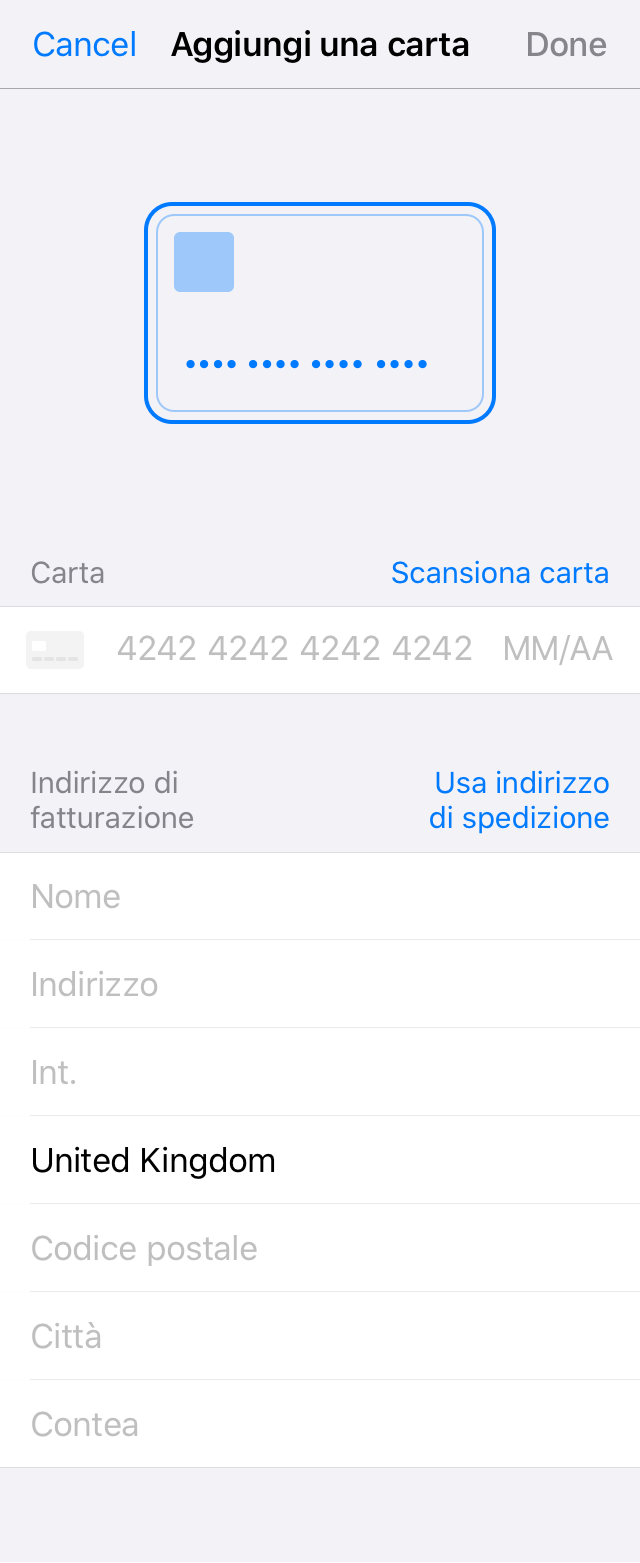 Cancel Aggiungi una carta Done
•••• •••• •••• ••••
Carta Scansiona carta
4242 4242 4242 4242 MM/AA
Indirizzo di fatturazione
Usa indirizzo di spedizione
Nome
Indirizzo
Int.
United Kingdom
Codice postale
Città
Contea